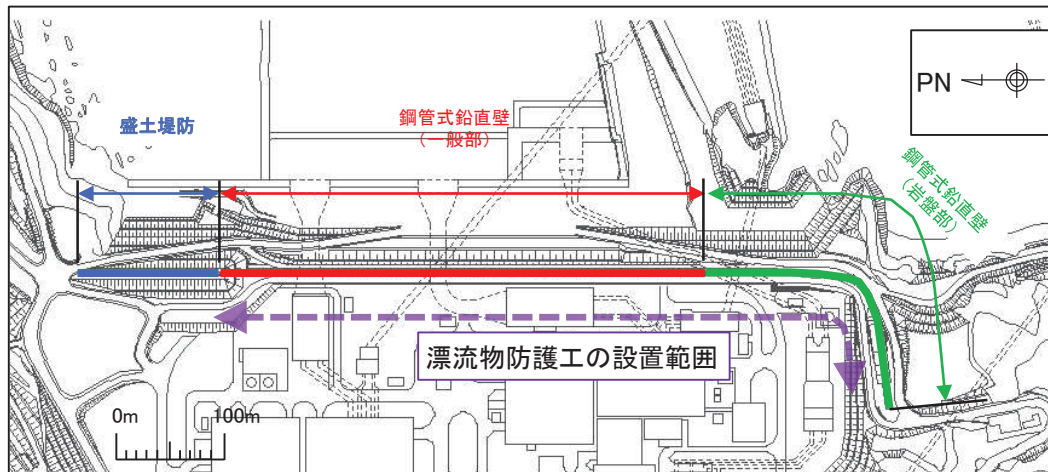 盛土堤防
鋼管式鉛直壁
（一般部）
PN
鋼管式鉛直壁
（岩盤部）
漂流物防護工の設置範囲
0m
100m